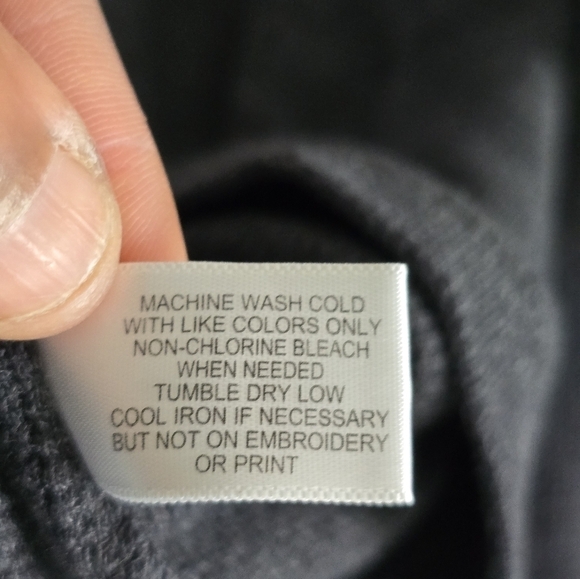 MACHINE WASH COLD
WITH LIKE COLORS ONLY
NON-CHLORINE BLEACH
WHEN NEEDED
TUMBLE DRY LOW
COOL IRON IF NECESSARY
BUT NOT ON EMBROIDERY
OR PRINT